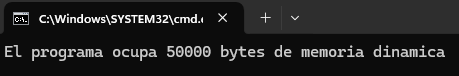 C:\Windows\SYSTEM32\cmd.e
El programa ocupa 50000 bytes de memoria dinamica